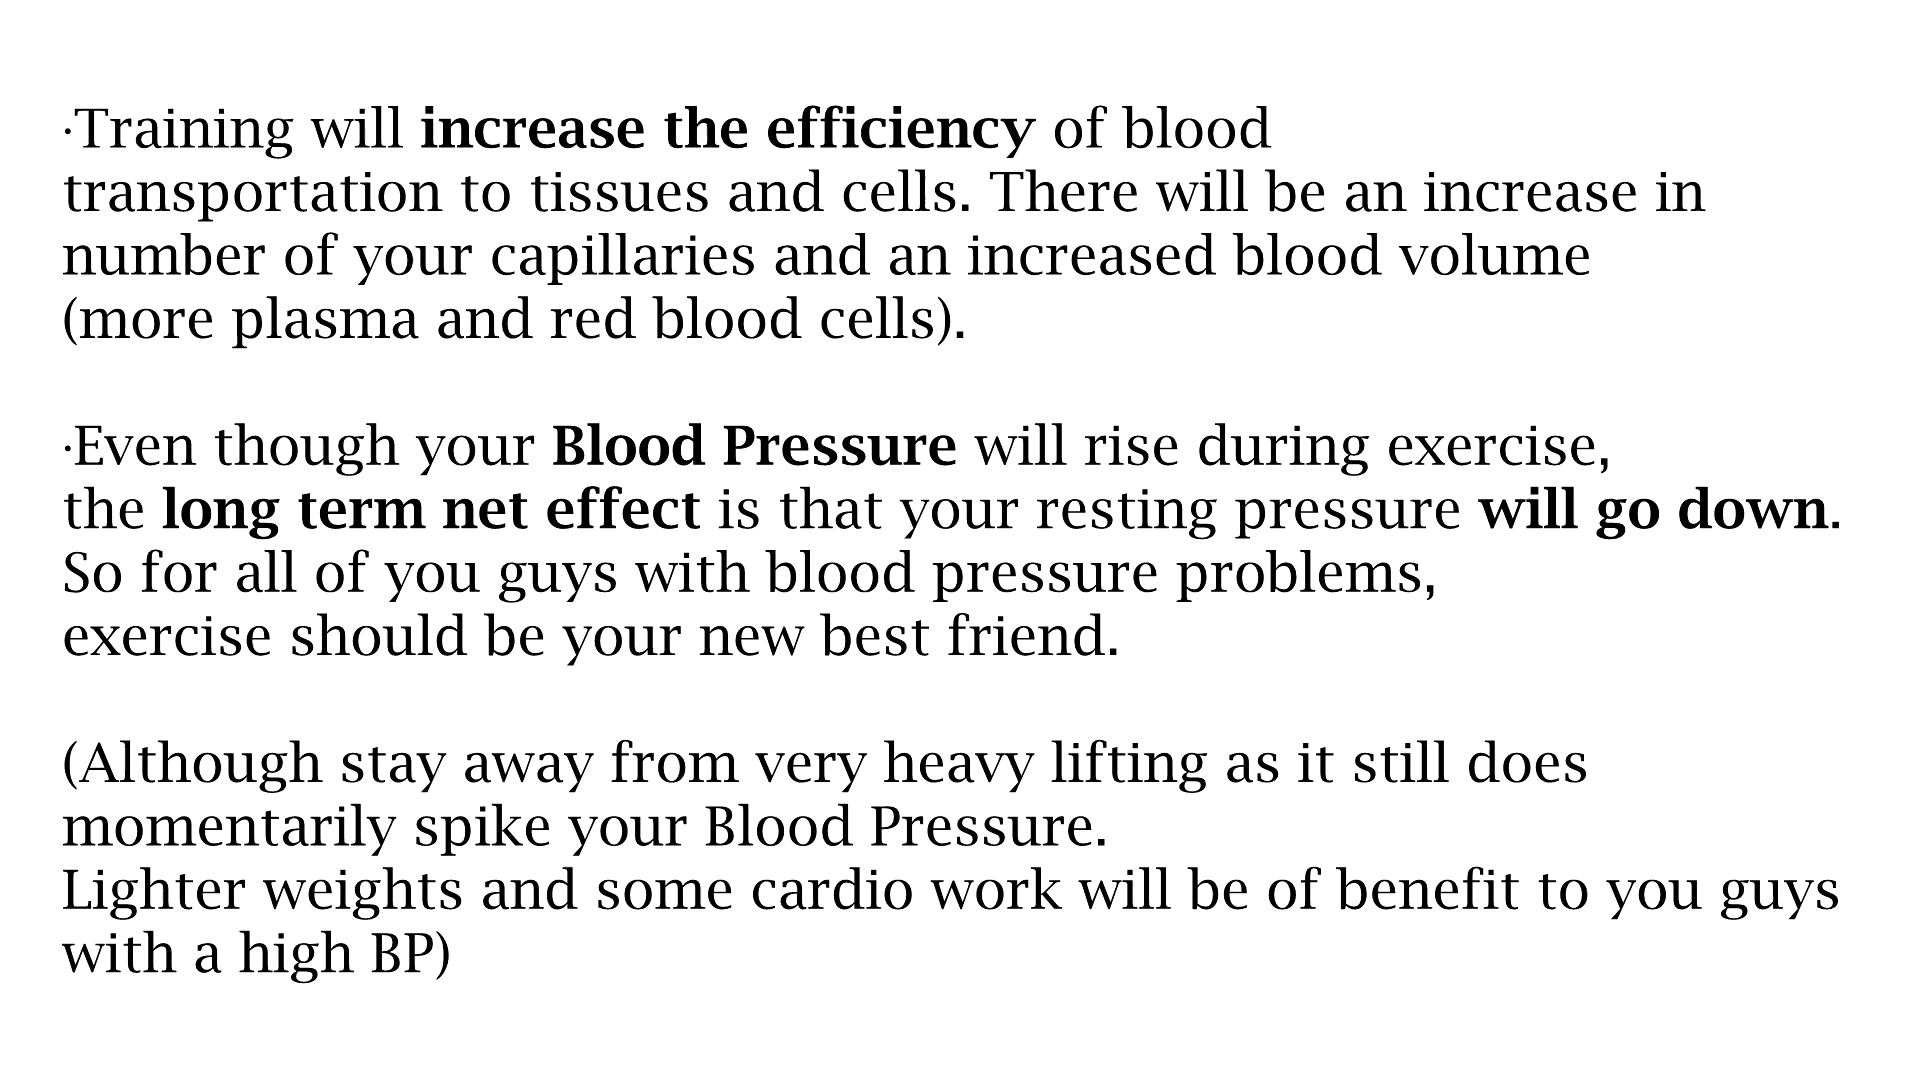 ·Training will increase the efficiency of blood
transportation to tissues and cells. There will be an increase in
number of your capillaries and an increased blood volume
(more plasma and red blood cells).
·Even though your Blood Pressure will rise during exercise,
the long term net effect is that your resting pressure will go down.
So for all of you guys with blood pressure problems,
exercise should be your new best friend.
(Although stay away from very heavy lifting as it still does
momentarily spike your Blood Pressure.
Lighter weights and some cardio work will be of benefit to you guys
with a high BP)